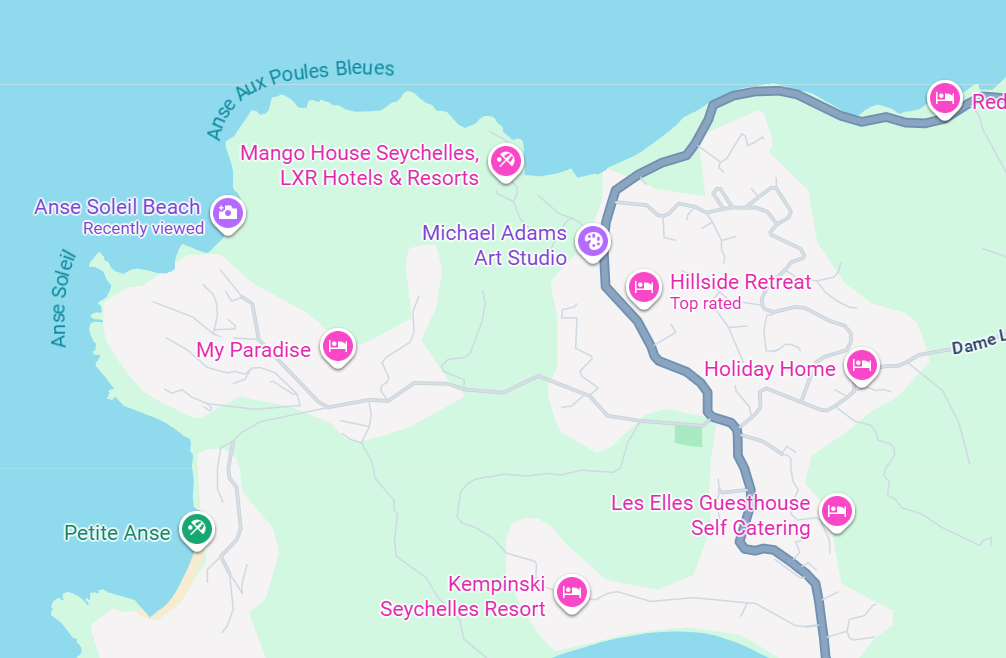 Anse Aux Poules Bleues
Red
Mango House Seychelles,
LXR Hotels & Resorts
Anse Soleil Beach
Recently viewed
Michael Adams
Art Studio
Anse Soleil
Hillside Retreat
Top rated
My Paradise
Dame L
Holiday Home
Les Elles Guesthouse
Self Catering
Petite Anse
Kempinski
Seychelles Resort